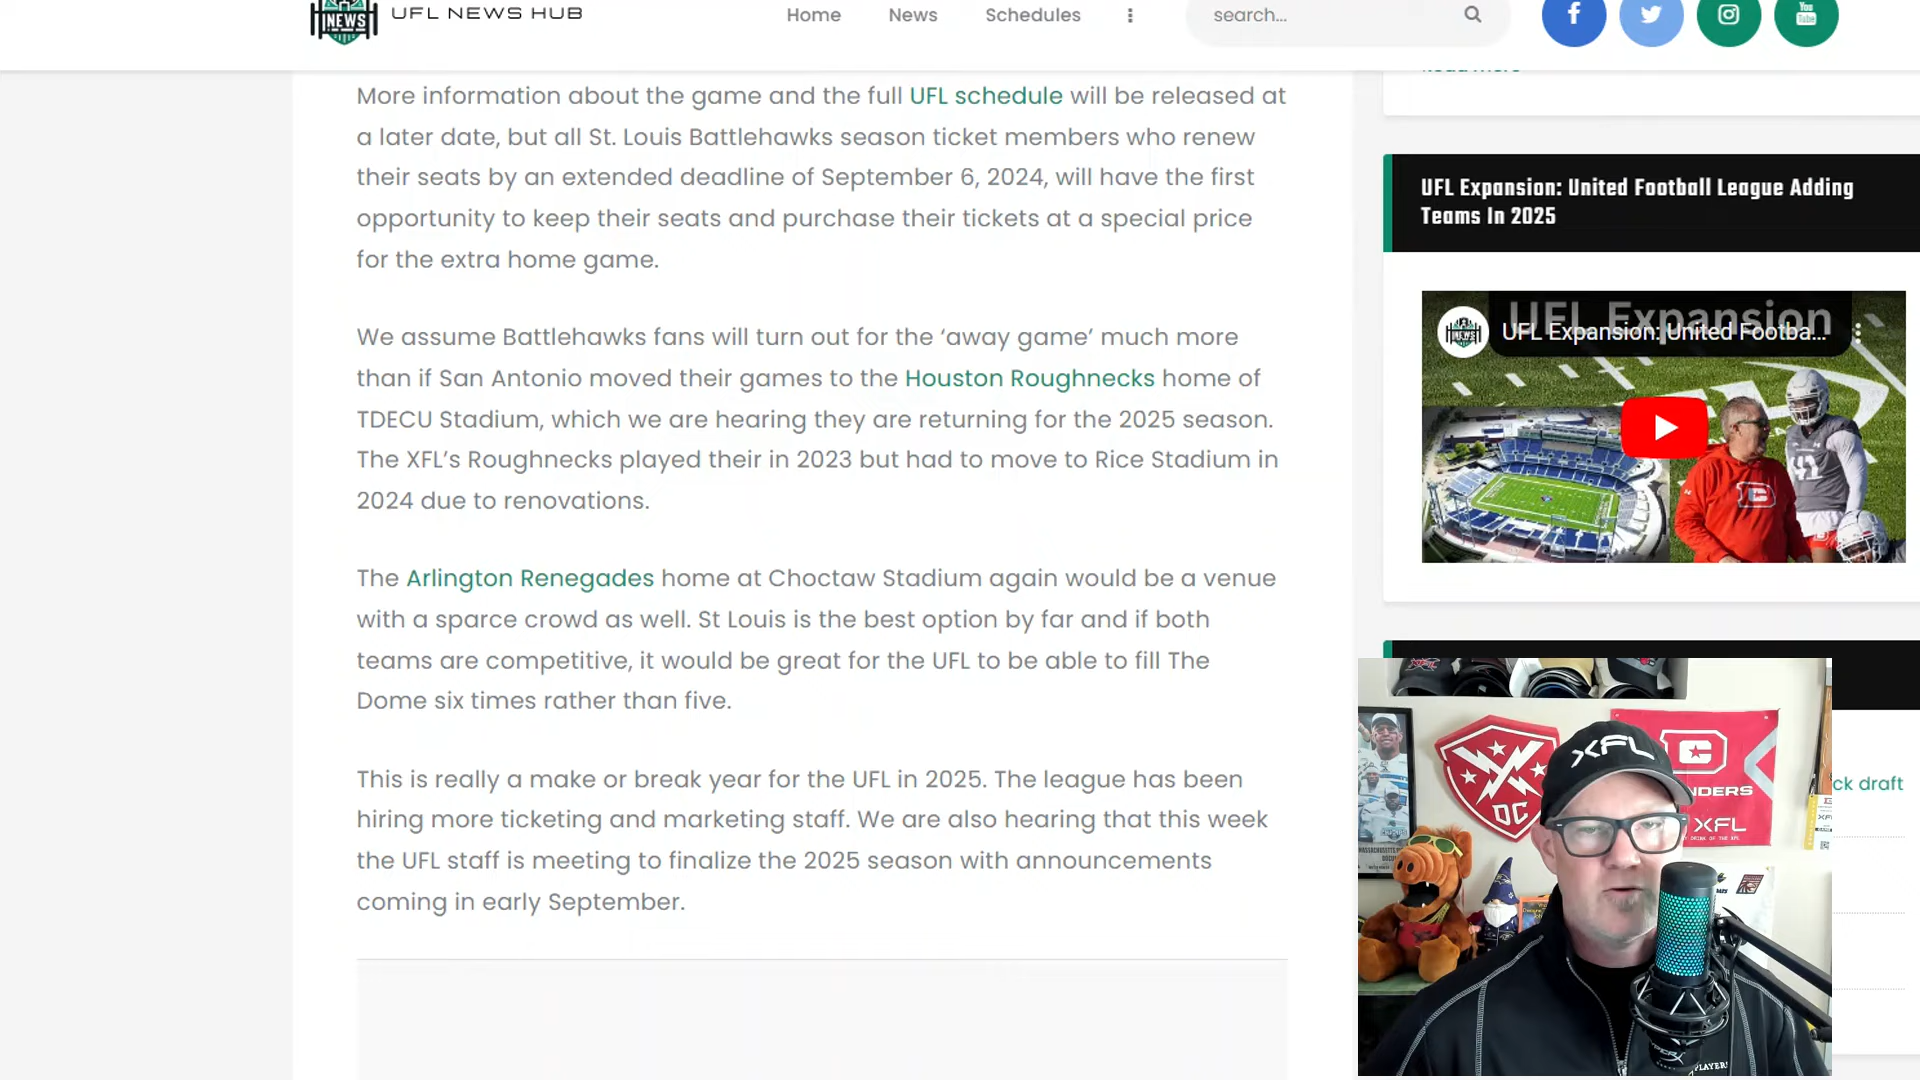 NEWS
UFL NEWS HUB
Home
News
Schedules
search...
You
Tube
More information about the game and the full UFL schedule will be released at
a later date, but all St. Louis Battlehawks season ticket members who renew
their seats by an extended deadline of September 6, 2024, will have the first
opportunity to keep their seats and purchase their tickets at a special price
for the extra home game.
We assume Battlehawks fans will turn out for the ‘away game’ much more
than if San Antonio moved their games to the Houston Roughnecks home of
TDECU Stadium, which we are hearing they are returning for the 2025 season.
The XFL’s Roughnecks played their in 2023 but had to move to Rice Stadium in
2024 due to renovations.
The Arlington Renegades home at Choctaw Stadium again would be a venue
with a sparce crowd as well. St Louis is the best option by far and if both
teams are competitive, it would be great for the UFL to be able to fill The
Dome six times rather than five.
This is really a make or break year for the UFL in 2025. The league has been
hiring more ticketing and marketing staff. We are also hearing that this week
the UFL staff is meeting to finalize the 2025 season with announcements
coming in early September.
UFL Expansion: United Football League Adding
Teams In 2025
UFL Expansion
UFL Expansion: United Footba...
ck draft
DC
NDERS
XFL
XFL